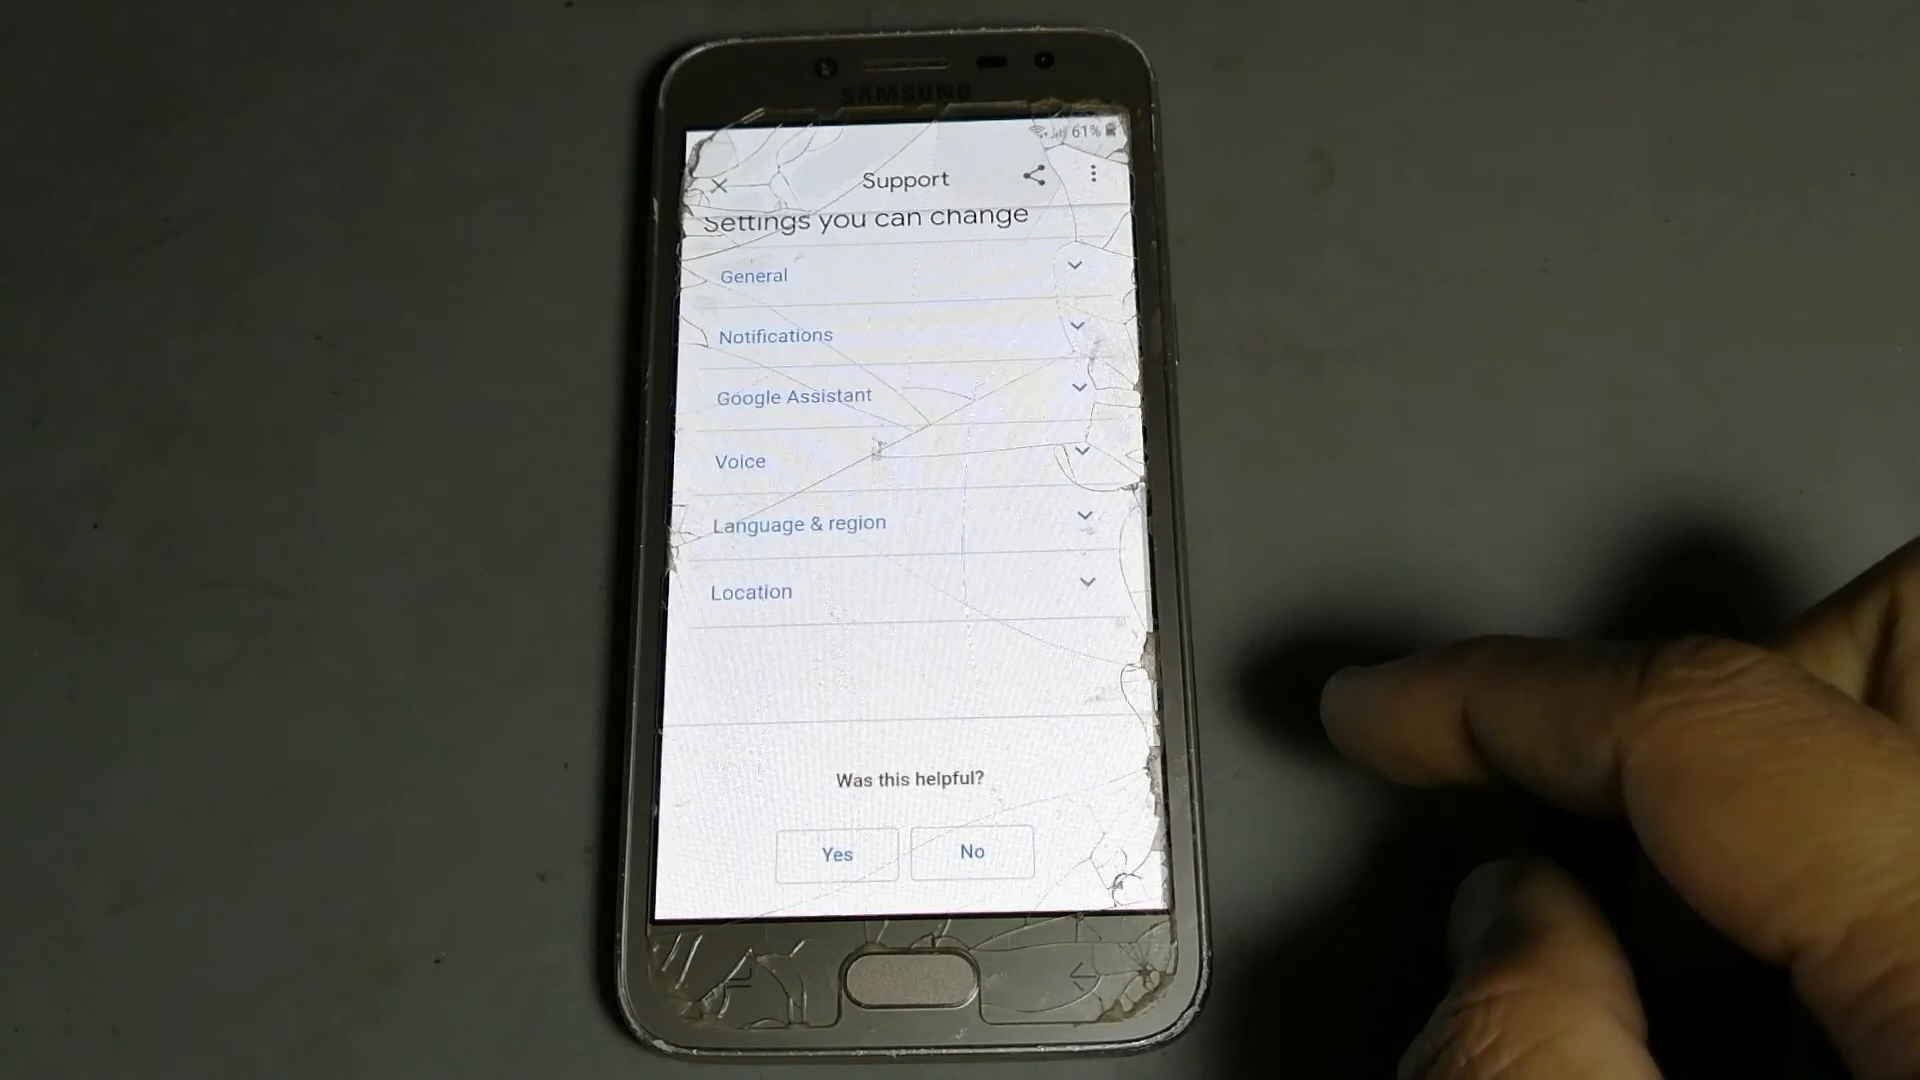 SAMSUNG
61%
Support
Settings you can change
General
Notifications
Google Assistant
Voice
Language & region
Location
Was this helpful?
Yes
No